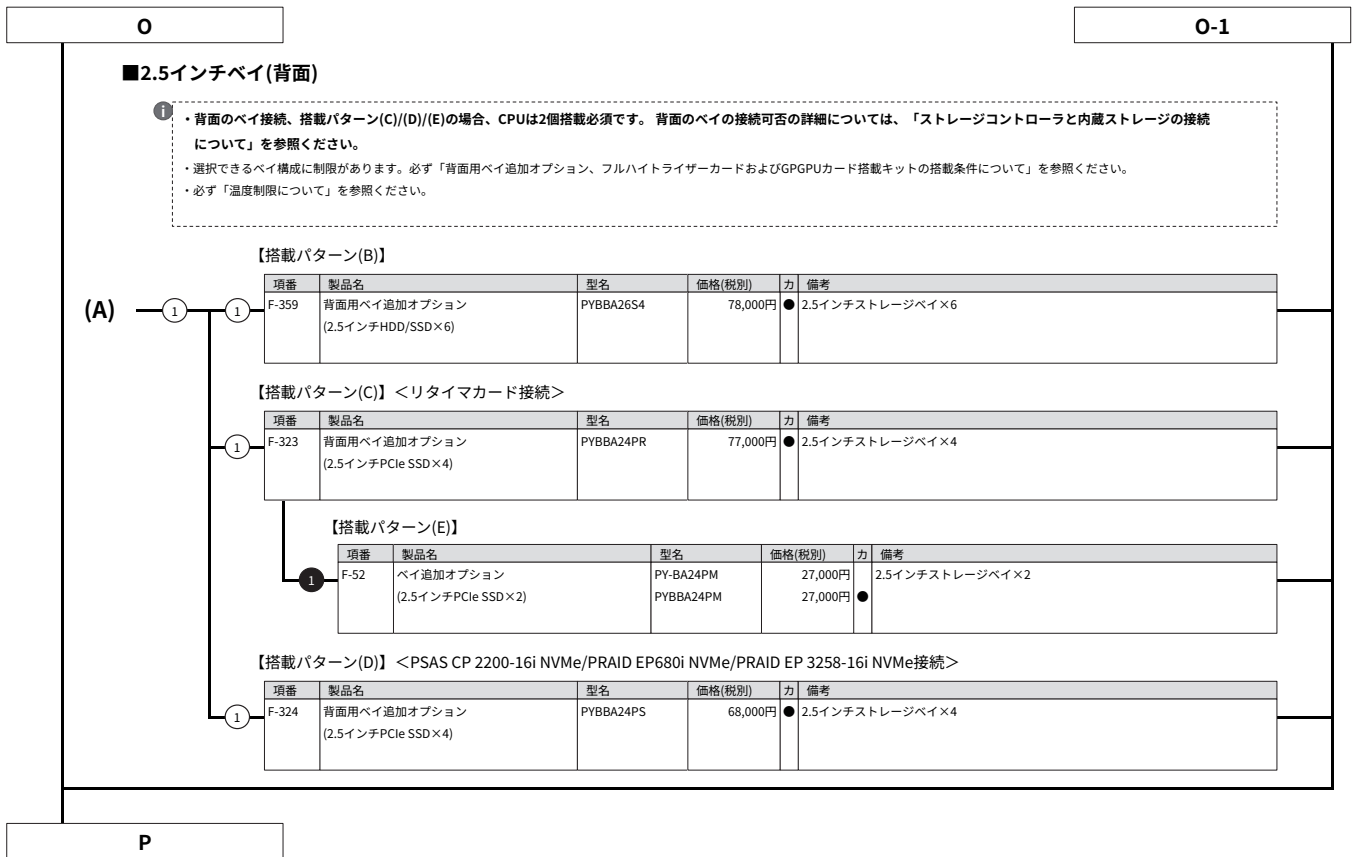 O
O-1
■2.5インチベイ(背面)
i
・背面のベイ接続、搭載パターン(C)/(D)/(E)の場合、CPUは2個搭載必須です。 背面のベイの接続可否の詳細については、「ストレージコントローラと内蔵ストレージの接続
について」を参照ください。
・選択できるベイ構成に制限があります。必ず「背面用ベイ追加オプション、フルハイトライザーカードおよびGPGPUカード搭載キットの搭載条件について」を参照ください。
・必ず「温度制限について」を参照ください。
【搭載パターン(B)】
項番 製品名 型名 価格(税別) カ 備考
(A) 1 1 F-359 背面用ベイ追加オプション PYBBA26S4 78,000円 ● 2.5インチストレージベイ×6
(2.5インチHDD/SSD×6)
【搭載パターン(C)】<リタイマカード接続>
項番 製品名 型名 価格(税別) カ 備考
1 F-323 背面用ベイ追加オプション PYBBA24PR 77,000円 ● 2.5インチストレージベイ×4
(2.5インチPCIe SSD×4)
【搭載パターン(E)】
項番 製品名 型名 価格(税別) カ 備考
1 F-52 ベイ追加オプション PY-BA24PM 27,000円 2.5インチストレージベイ×2
(2.5インチPCIe SSD×2) PYBBA24PM 27,000円 ●
【搭載パターン(D)】<PSAS CP 2200-16i NVMe/PRAID EP680i NVMe/PRAID EP 3258-16i NVMe接続>
項番 製品名 型名 価格(税別) カ 備考
1 F-324 背面用ベイ追加オプション PYBBA24PS 68,000円 ● 2.5インチストレージベイ×4
(2.5インチPCIe SSD×4)
P